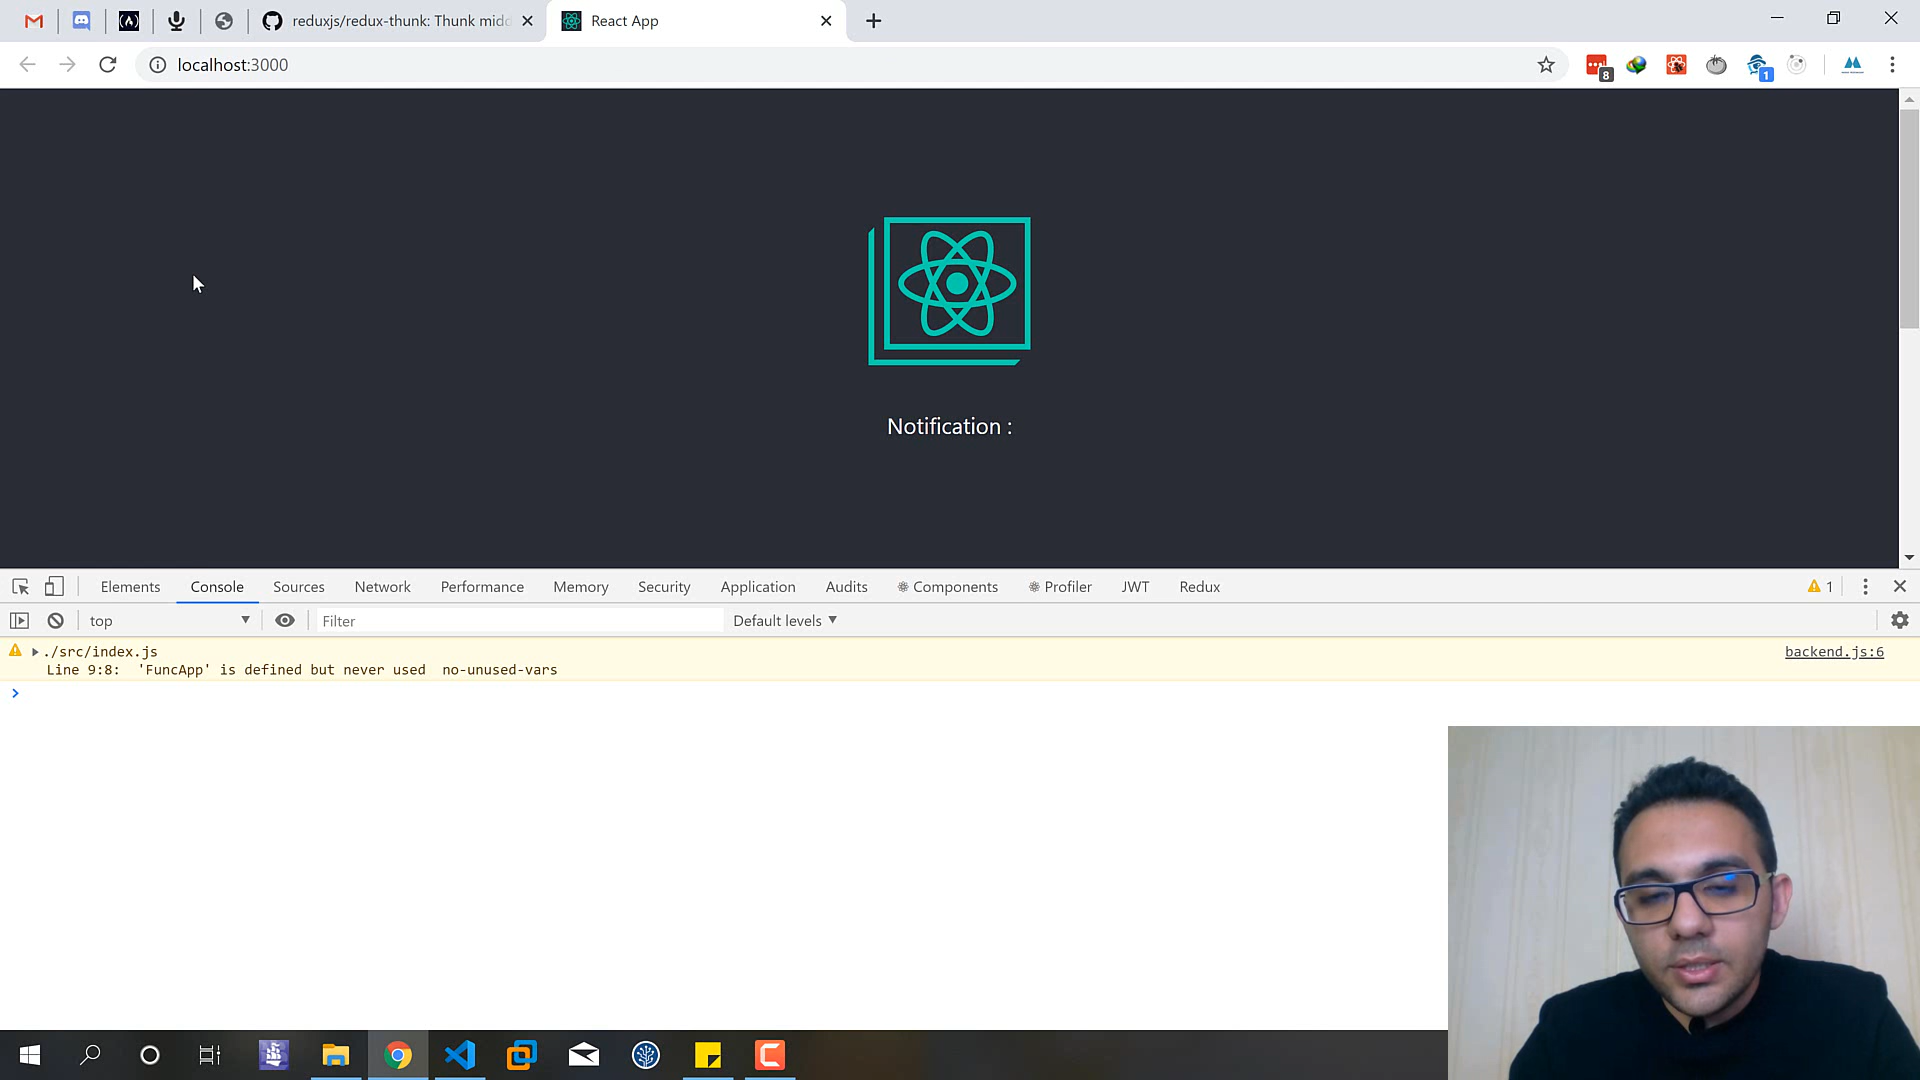 reduxjs/redux-thunk: Thunk midd
React App
localhost:3000
8
1
Notification :
Elements
Console
Sources
Network
Performance
Memory
Security
Application
Audits
Components
Profiler
JWT
Redux
1
top
Filter
Default levels
./src/index.js
backend.js:6
Line 9:8:  'FuncApp' is defined but never used  no-unused-vars